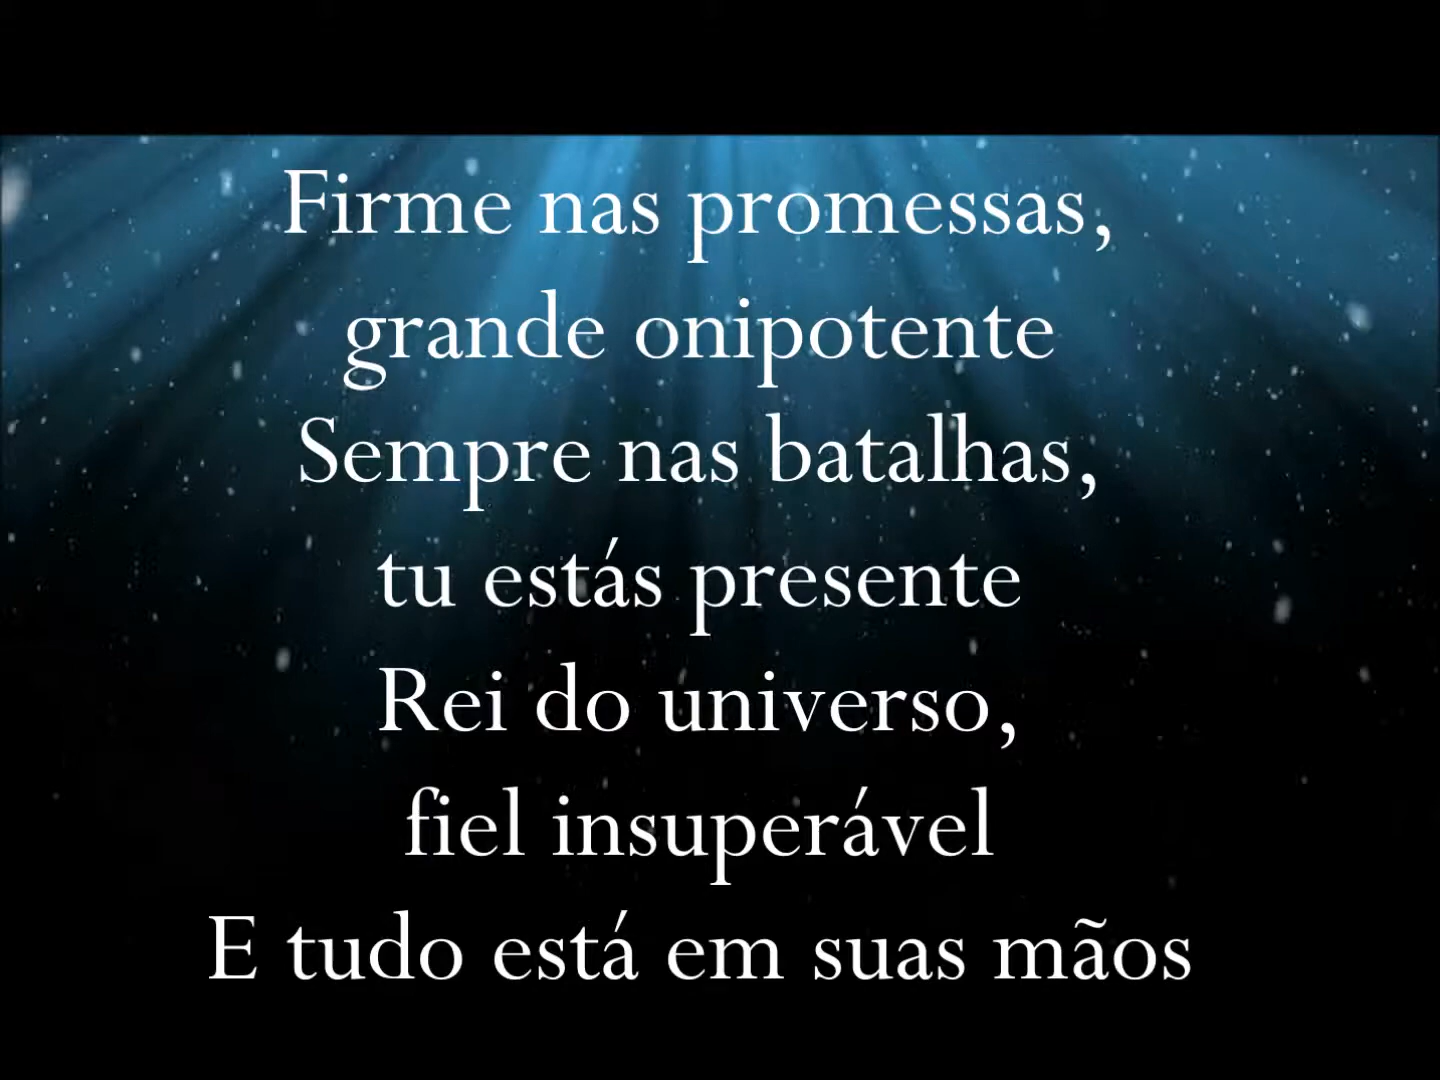 Firme nas promessas,
grande onipotente
Sempre nas batalhas,
tu estás presente
Rei do universo,
fiel insuperável
E tudo está em suas mãos